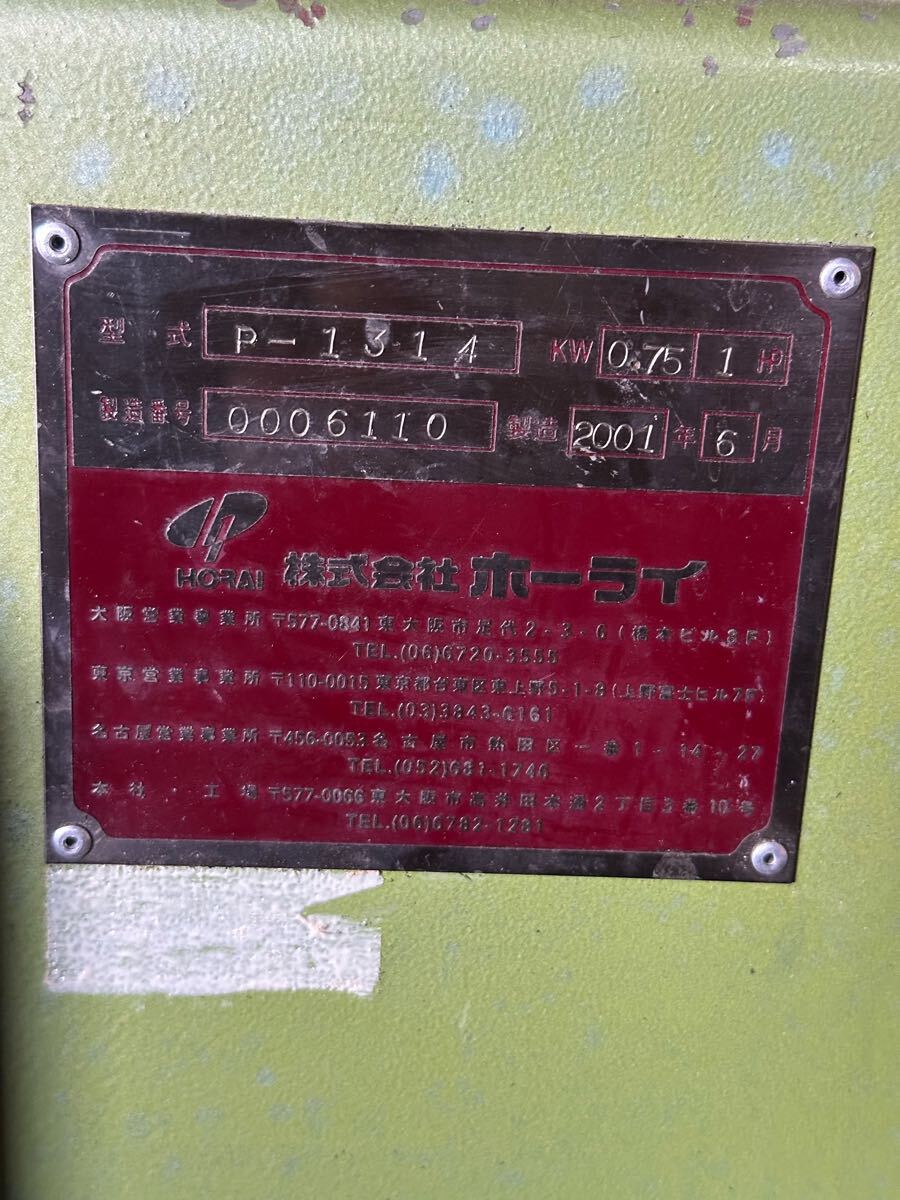 型式 P-1314 KW 0.75 1 HP
製造番号 0006110 製造 2001 年 6 月
HORAI 株式会社 ホーライ
大阪営業事業所 〒577-0841 東大阪市足代2-3-6 (橋本ビル8F)
TEL.(06)6720-3555
東京営業事業所 〒110-0015 東京都台東区東上野5-1-8 (上野富士ビル7F)
TEL.(03)3843-6161
名古屋営業事業所 〒456-0053 名古屋市熱田区一番1-14-27
TEL.(052)681-1740
本社・工場 〒577-0066 東大阪市高井田本通2丁目3番10号
TEL.(06)6782-1281